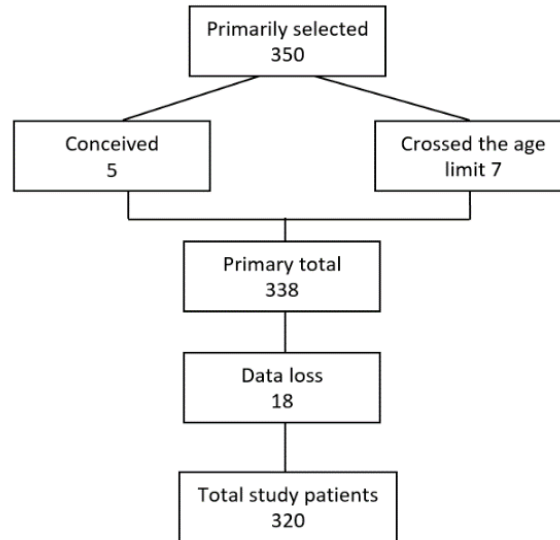 Primarily selected
350
Conceived
5
Crossed the age
limit 7
Primary total
338
Data loss
18
Total study patients
320